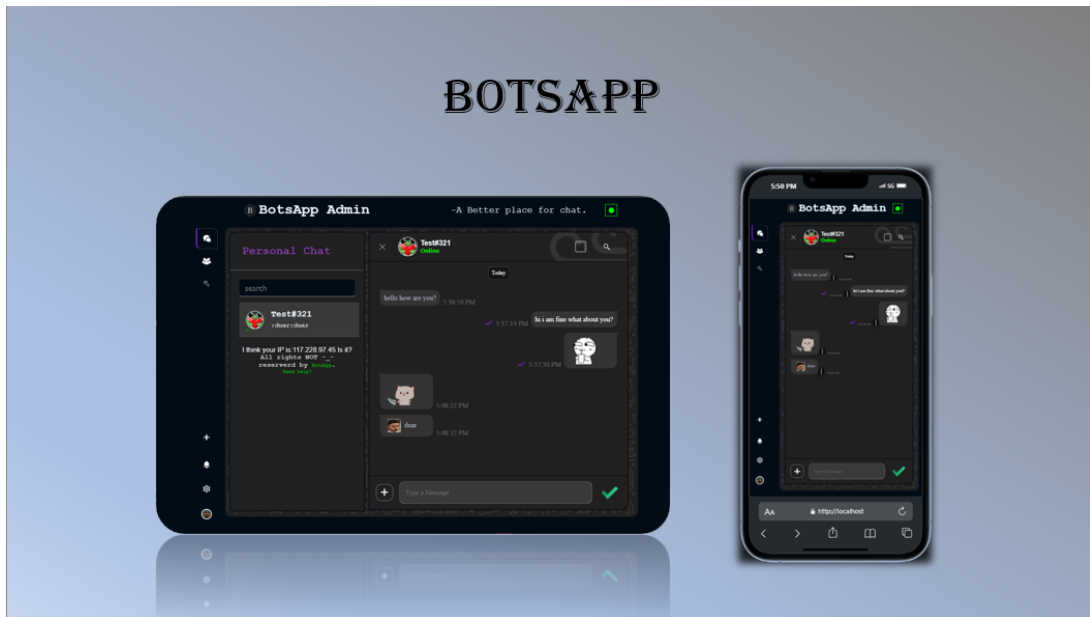 BOTSAPP
BotsApp Admin
-A Better place for chat.
Personal Chat
search
Test#321
:duar:duar
I think your IP is:117.228.97.45 Is it?
All rights NOT -_-
reserverd by BotsApp.
Need help?
Test#321
Online
Today
hello how are you?
5:36:39 PM
5:37:14 PM
hi i am fine what about you?
5:37:30 PM
5:48:23 PM
duar
5:48:32 PM
Type a Message
5:50 PM
5G
BotsApp Admin
Test#321
Online
Today
hello how are you?
hi i am fine what about you?
duar
Type a Message
AA
http://localhost